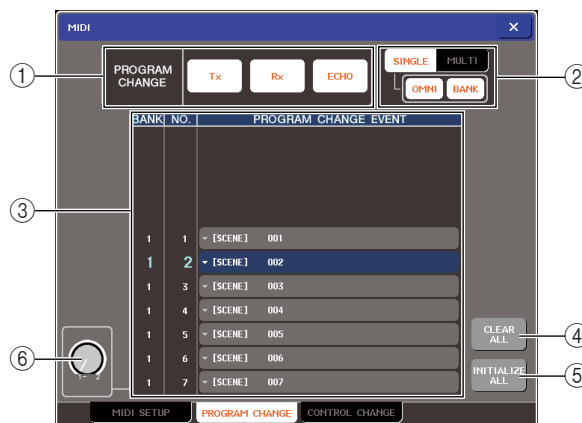 MIDI ×
① PROGRAM CHANGE Tx Rx ECHO
SINGLE MULTI ②
OMNI BANK
BANK NO. PROGRAM CHANGE EVENT
③
1 1 [SCENE] 001
1 2 [SCENE] 002
1 3 [SCENE] 003
1 4 [SCENE] 004
1 5 [SCENE] 005
1 6 [SCENE] 006
1 7 [SCENE] 007
CLEAR ALL ④
INITIALIZE ALL ⑤
⑥ 1- 2
MIDI SETUP PROGRAM CHANGE CONTROL CHANGE